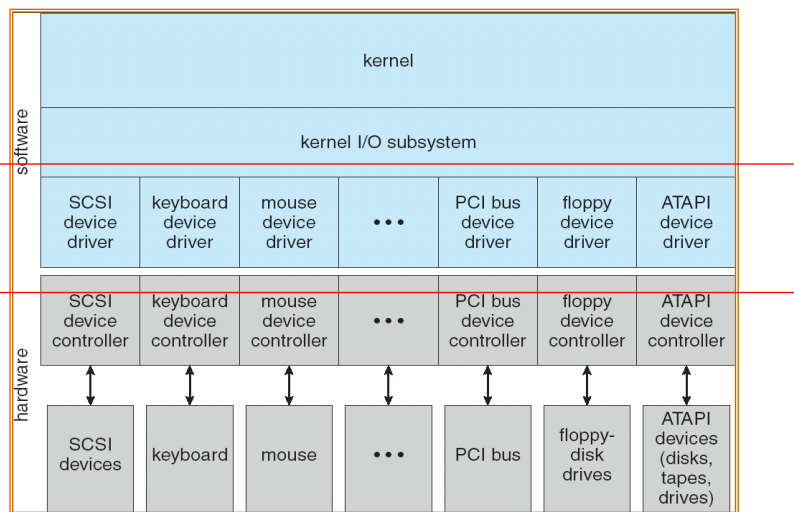 software
kernel
kernel I/O subsystem
SCSI
device
driver
keyboard
device
driver
mouse
device
driver
•••
PCI bus
device
driver
floppy
device
driver
ATAPI
device
driver
hardware
SCSI
device
controller
keyboard
device
controller
mouse
device
controller
•••
PCI bus
device
controller
floppy
device
controller
ATAPI
device
controller
SCSI
devices
keyboard
mouse
•••
PCI bus
floppy-
disk
drives
ATAPI
devices
(disks,
tapes,
drives)